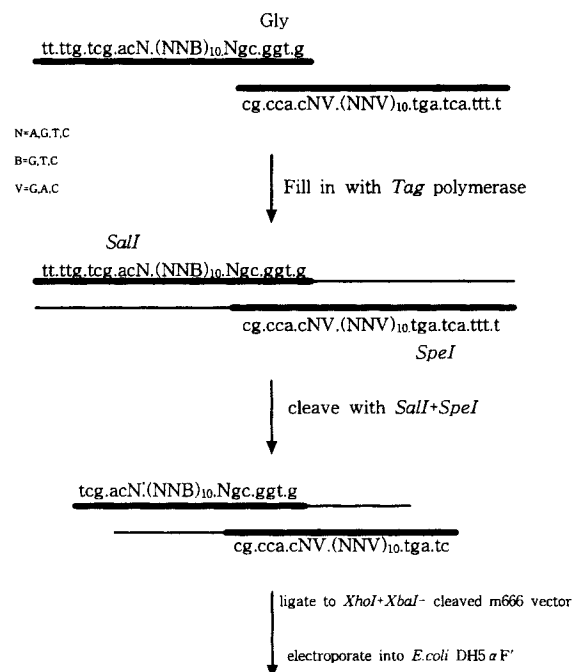 Gly
tt.ttg.tcg.acN.(NNB)₁₀.Ngc.ggt.g
cg.cca.cNV.(NNV)₁₀.tga.tca.ttt.t
N=A,G,T,C
B=G,T,C
V=G,A,C
Fill in with Tag polymerase
SalI
tt.ttg.tcg.acN.(NNB)₁₀.Ngc.ggt.g
cg.cca.cNV.(NNV)₁₀.tga.tca.ttt.t
SpeI
cleave with SalI+SpeI
tcg.acN.(NNB)₁₀.Ngc.ggt.g
cg.cca.cNV.(NNV)₁₀.tga.tc
ligate to XhoI+XbaI- cleaved m666 vector
electroporate into E.coli DH5αF'